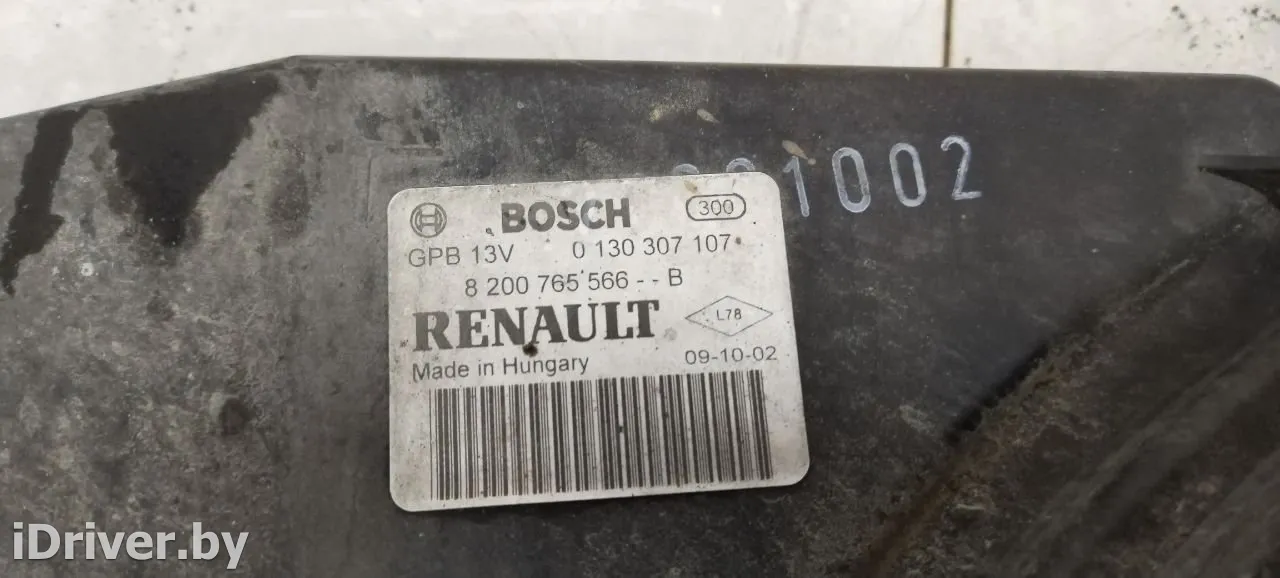 BOSCH 300
GPB 13V 0 130 307 107
8 200 765 566 - - B
RENAULT L78
Made in Hungary 09-10-02
iDriver.by